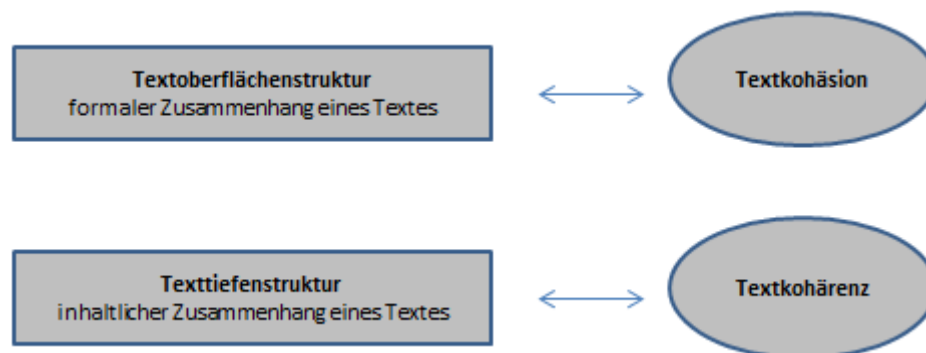 Textoberflächenstruktur
formaler Zusammenhang eines Textes
Textkohäsion
Texttiefenstruktur
inhaltlicher Zusammenhang eines Textes
Textkohärenz